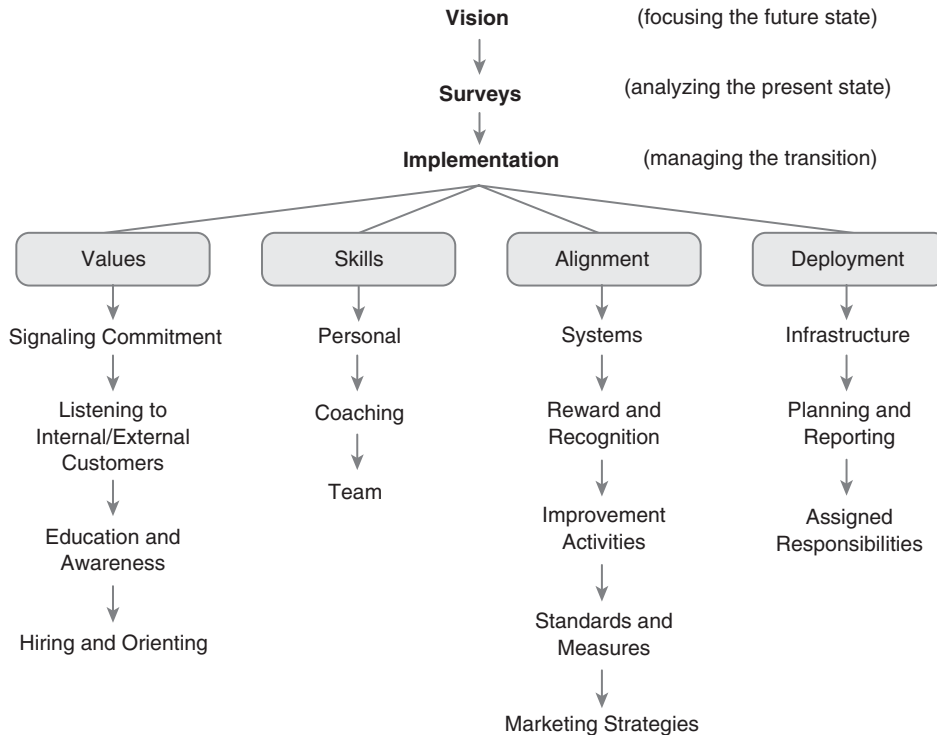 Vision
(focusing the future state)
Surveys
(analyzing the present state)
Implementation
(managing the transition)
Values
Skills
Alignment
Deployment
Signaling Commitment
Listening to
Internal/External
Customers
Education and
Awareness
Hiring and Orienting
Personal
Coaching
Team
Systems
Reward and
Recognition
Improvement
Activities
Standards and
Measures
Marketing Strategies
Infrastructure
Planning and
Reporting
Assigned
Responsibilities